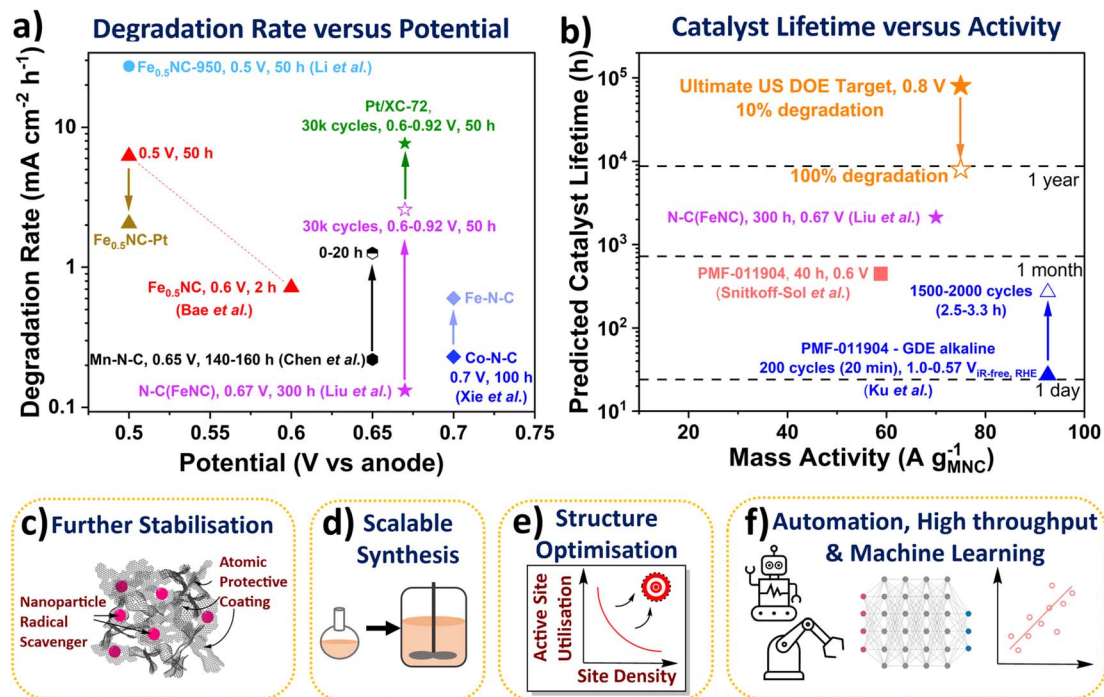 a) Degradation Rate versus Potential
Degradation Rate (mA cm⁻² h⁻¹)
10
1
0.1
Fe₀.₅NC-950, 0.5 V, 50 h (Li et al.)
Pt/XC-72,
30k cycles, 0.6-0.92 V, 50 h
0.5 V, 50 h
Fe₀.₅NC-Pt
30k cycles, 0.6-0.92 V, 50 h
0-20 h
Fe₀.₅NC, 0.6 V, 2 h
(Bae et al.)
Fe-N-C
Mn-N-C, 0.65 V, 140-160 h (Chen et al.)
Co-N-C
0.7 V, 100 h
(Xie et al.)
N-C(FeNC), 0.67 V, 300 h (Liu et al.)
0.5 0.55 0.6 0.65 0.7 0.75
Potential (V vs anode)
b) Catalyst Lifetime versus Activity
Predicted Catalyst Lifetime (h)
10⁵
10⁴
10³
10²
10¹
Ultimate US DOE Target, 0.8 V
10% degradation
100% degradation
1 year
N-C(FeNC), 300 h, 0.67 V (Liu et al.)
1 month
PMF-011904, 40 h, 0.6 V
(Snitkoff-Sol et al.)
1500-2000 cycles
(2.5-3.3 h)
PMF-011904 - GDE alkaline
200 cycles (20 min), 1.0-0.57 V iR-free, RHE
(Ku et al.)
1 day
20 40 60 80 100
Mass Activity (A g⁻¹ MNC)
c) Further Stabilisation
Atomic
Protective
Coating
Nanoparticle
Radical
Scavenger
d) Scalable
Synthesis
e) Structure
Optimisation
Active Site
Utilisation
Site Density
f) Automation, High throughput
& Machine Learning